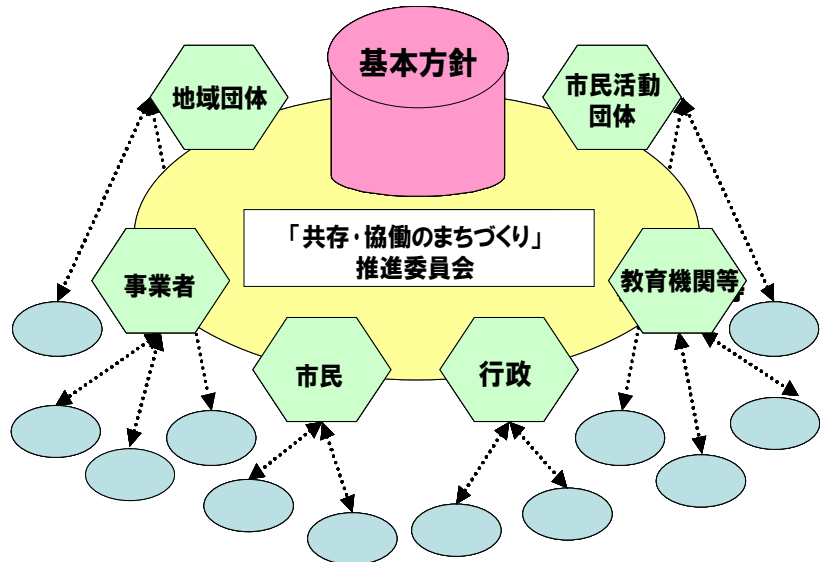 基本方針
地域団体
市民活動
団体
「共存・協働のまちづくり」
推進委員会
事業者
教育機関等
市民
行政